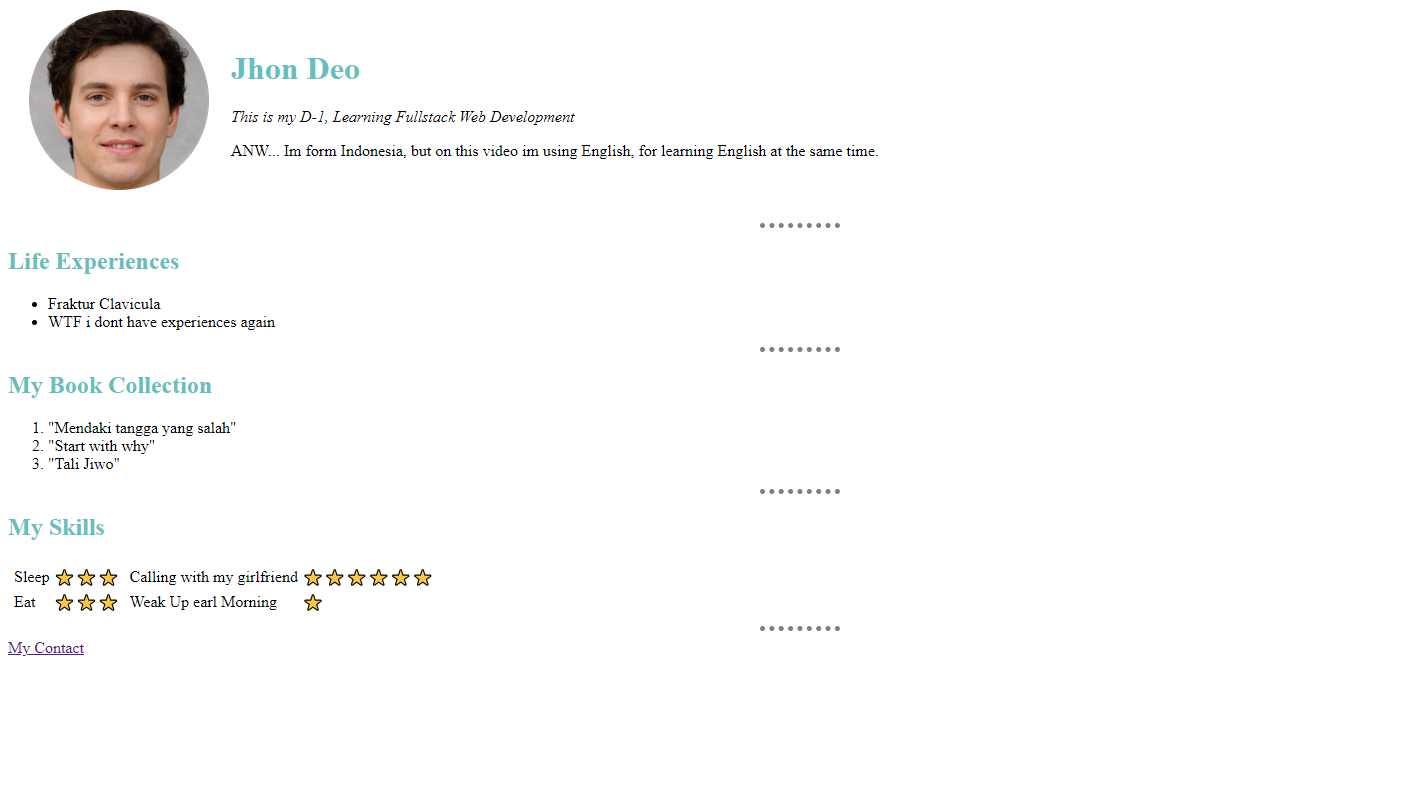 Jhon Deo
This is my D-1, Learning Fullstack Web Development
ANW... Im form Indonesia, but on this video im using English, for learning English at the same time.
Life Experiences
Fraktur Clavicula
WTF i dont have experiences again
My Book Collection
1. "Mendaki tangga yang salah"
2. "Start with why"
3. "Tali Jiwo"
My Skills
Sleep Calling with my girlfriend
Eat Weak Up earl Morning
My Contact